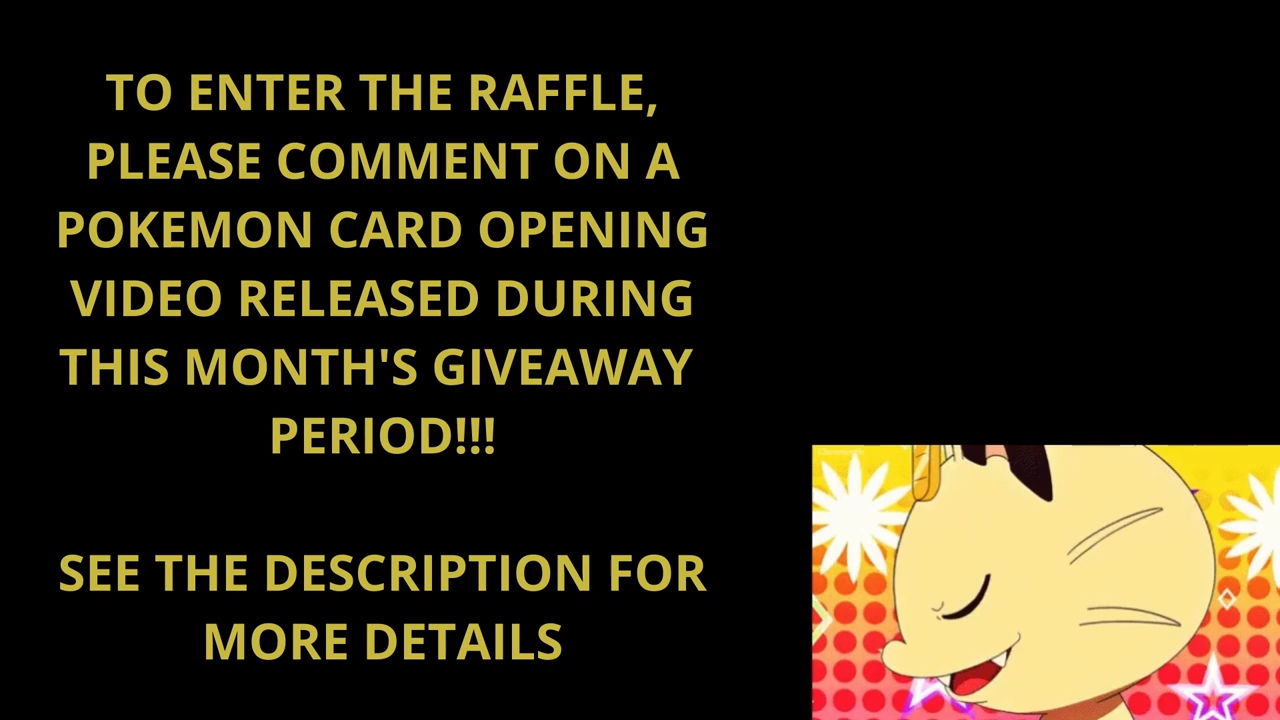 TO ENTER THE RAFFLE,
PLEASE COMMENT ON A
POKEMON CARD OPENING
VIDEO RELEASED DURING
THIS MONTH'S GIVEAWAY
PERIOD!!!
SEE THE DESCRIPTION FOR
MORE DETAILS